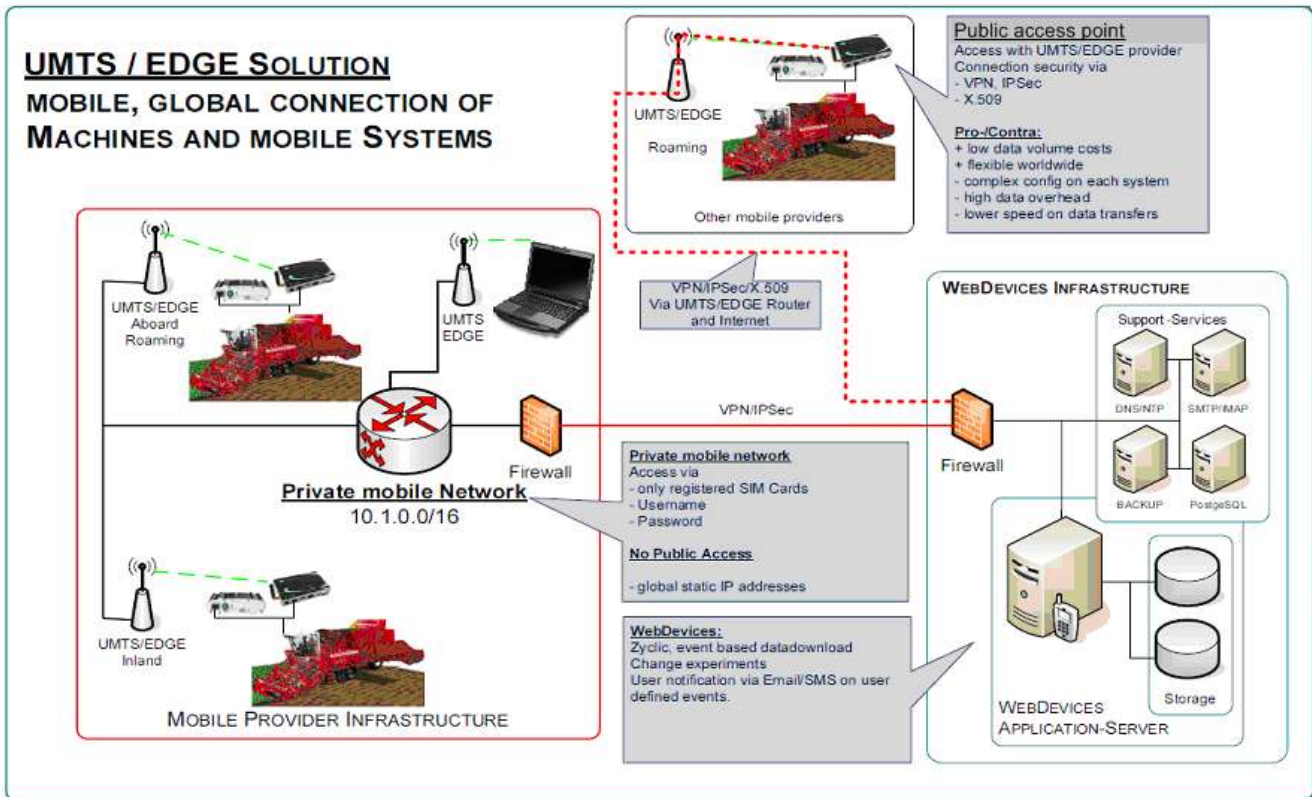 UMTS / EDGE SOLUTION
MOBILE, GLOBAL CONNECTION OF
MACHINES AND MOBILE SYSTEMS
UMTS/EDGE
Roaming
Other mobile providers
Public access point
Access with UMTS/EDGE provider
Connection security via
- VPN, IPSec
- X.509
Pro-/Contra:
+ low data volume costs
+ flexible worldwide
- complex config on each system
- high data overhead
- lower speed on data transfers
UMTS/EDGE
Aboard
Roaming
UMTS
EDGE
VPN/IPSec/X.509
Via UMTS/EDGE Router
and Internet
WEBDEVICES INFRASTRUCTURE
Support-Services
DNS/NTP
SMTP/IMAP
BACKUP
PostgeSQL
VPN/IPSec
Firewall
Firewall
Private mobile Network
10.1.0.0/16
Private mobile network
Access via
- only registered SIM Cards
- Username
- Password
No Public Access
- global static IP addresses
UMTS/EDGE
Inland
MOBILE PROVIDER INFRASTRUCTURE
WebDevices:
Zyclic, event based datadownload
Change experiments
User notification via Email/SMS on user
defined events.
Storage
WEBDEVICES
APPLICATION-SERVER